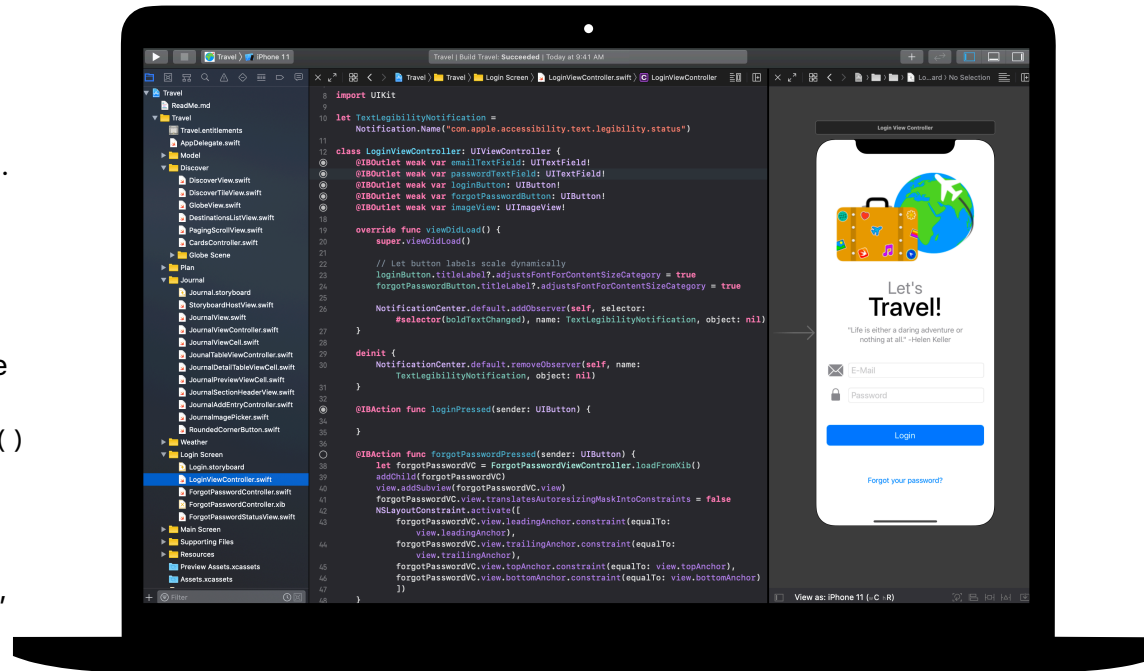 .
e
()
,
Travel 〉 iPhone 11
Travel | Build Travel: Succeeded | Today at 9:41 AM
Travel 〉 Travel 〉 Login Screen 〉 LoginViewController.swift 〉 C LoginViewController
Lo...ard 〉 No Selection
Travel
ReadMe.md
Travel
Travel.entitlements
AppDelegate.swift
Model
Discover
DiscoverView.swift
DiscoverTileView.swift
GlobeView.swift
DestinationsListView.swift
PagingScrollView.swift
CardsController.swift
Globe Scene
Plan
Journal
Journal.storyboard
StoryboardHostView.swift
JournalView.swift
JournalViewController.swift
JournalViewCell.swift
JounalTableViewController.swift
JournalDetailTableViewCell.swift
JournalPreviewViewCell.swift
JournalSectionHeaderView.swift
JournalAddEntryController.swift
JournalmagePicker.swift
RoundedCornerButton.swift
Weather
Login Screen
Login.storyboard
LoginViewController.swift
ForgotPasswordController.swift
ForgotPasswordController.xib
ForgotPasswordStatusView.swift
Main Screen
Supporting Files
Resources
Preview Assets.xcassets
Assets.xcassets
Filter
8 import UIKit
9
10 let TextLegibilityNotification =
Notification.Name("com.apple.accessibility.text.legibility.status")
11
12 class LoginViewController: UIViewController {
@IBOutlet weak var emailTextField: UITextField!
@IBOutlet weak var passwordTextField: UITextField!
@IBOutlet weak var loginButton: UIButton!
@IBOutlet weak var forgotPasswordButton: UIButton!
@IBOutlet weak var imageView: UIImageView!
18
19 override func viewDidLoad() {
20 super.viewDidLoad()
21
22 // Let button labels scale dynamically
23 loginButton.titleLabel?.adjustsFontForContentSizeCategory = true
24 forgotPasswordButton.titleLabel?.adjustsFontForContentSizeCategory = true
25
26 NotificationCenter.default.addObserver(self, selector:
#selector(boldTextChanged), name: TextLegibilityNotification, object: nil)
27 }
28
29 deinit {
30 NotificationCenter.default.removeObserver(self, name:
TextLegibilityNotification, object: nil)
31 }
32
@IBAction func loginPressed(sender: UIButton) {
34
35 }
36
@IBAction func forgotPasswordPressed(sender: UIButton) {
38 let forgotPasswordVC = ForgotPasswordViewController.loadFromXib()
39 addChild(forgotPasswordVC)
40 view.addSubview(forgotPasswordVC.view)
41 forgotPasswordVC.view.translatesAutoresizingMaskIntoConstraints = false
42 NSLayoutConstraint.activate([
43 forgotPasswordVC.view.leadingAnchor.constraint(equalTo:
view.leadingAnchor),
44 forgotPasswordVC.view.trailingAnchor.constraint(equalTo:
view.trailingAnchor),
45 forgotPasswordVC.view.topAnchor.constraint(equalTo: view.topAnchor),
46 forgotPasswordVC.view.bottomAnchor.constraint(equalTo: view.bottomAnchor)
47 ])
48 }
Login View Controller
Let's
Travel!
"Life is either a daring adventure or
nothing at all." -Helen Keller
E-Mail
Password
Login
Forgot your password?
View as: iPhone 11 (wC hR)